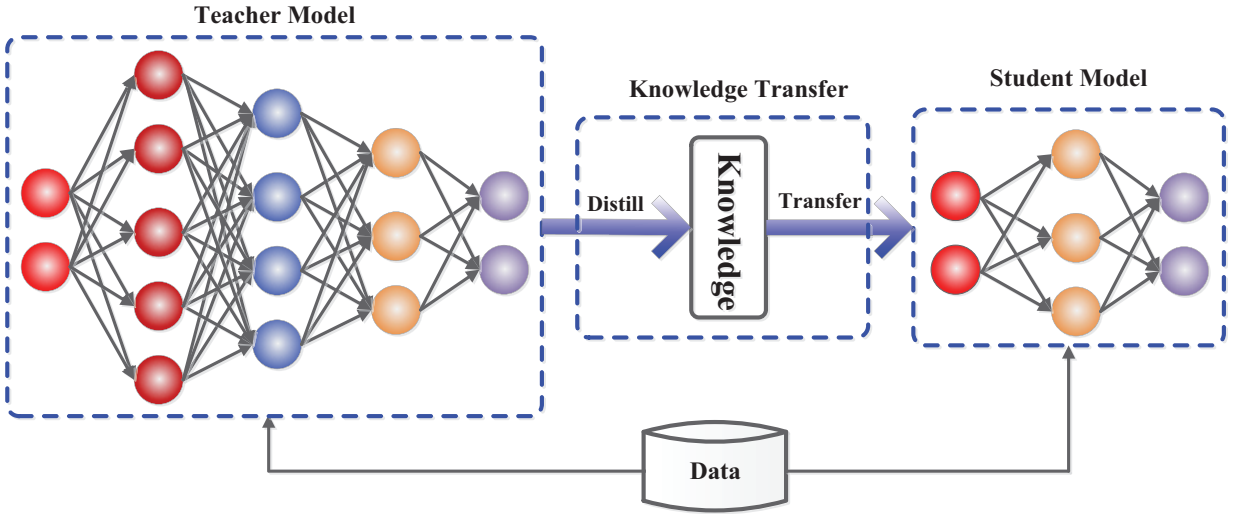 Teacher Model
Knowledge Transfer
Student Model
Distill
Knowledge
Transfer
Data